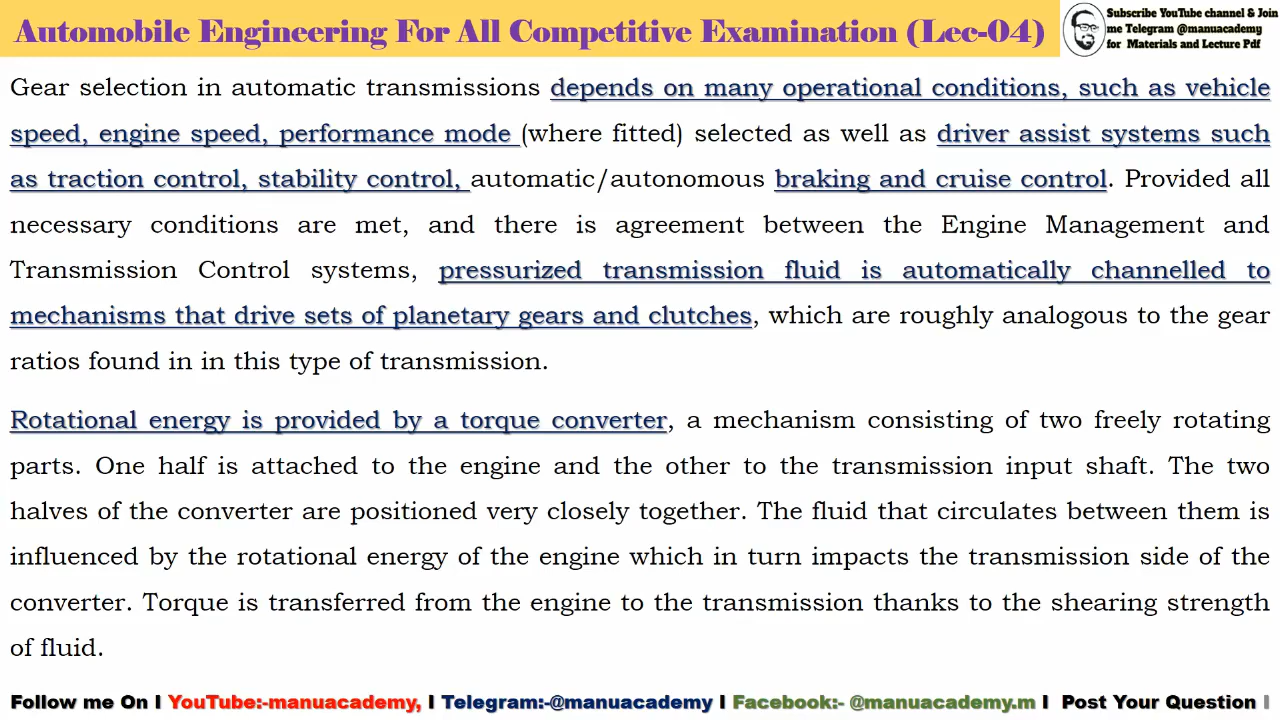 Automobile Engineering For All Competitive Examination (Lec-04)
Subscribe YouTube channel & Join
me Telegram @manuacademy
for Materials and Lecture Pdf
Gear selection in automatic transmissions depends on many operational conditions, such as vehicle
speed, engine speed, performance mode (where fitted) selected as well as driver assist systems such
as traction control, stability control, automatic/autonomous braking and cruise control. Provided all
necessary conditions are met, and there is agreement between the Engine Management and
Transmission Control systems, pressurized transmission fluid is automatically channelled to
mechanisms that drive sets of planetary gears and clutches, which are roughly analogous to the gear
ratios found in in this type of transmission.
Rotational energy is provided by a torque converter, a mechanism consisting of two freely rotating
parts. One half is attached to the engine and the other to the transmission input shaft. The two
halves of the converter are positioned very closely together. The fluid that circulates between them is
influenced by the rotational energy of the engine which in turn impacts the transmission side of the
converter. Torque is transferred from the engine to the transmission thanks to the shearing strength
of fluid.
Follow me On I YouTube:-manuacademy, I Telegram:-@manuacademy I Facebook:- @manuacademy.m I Post Your Question I